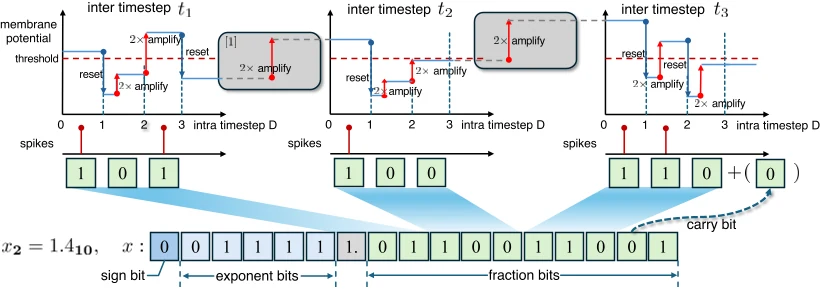 inter timestep t₁
inter timestep t₂
inter timestep t₃
membrane
potential
threshold
2× amplify
reset
[1]
2× amplify
reset
2× amplify
reset
2× amplify
2× amplify
2× amplify
reset
reset
2× amplify
2× amplify
0 1 2 3 intra timestep D
0 1 2 3 intra timestep D
0 1 2 3 intra timestep D
spikes
spikes
spikes
1 0 1
1 0 0
1 1 0 +( 0 )
carry bit
x₂ = 1.4₁₀, x : 0 0 1 1 1 1 1. 0 1 1 0 0 1 1 0 0 1
sign bit
exponent bits
fraction bits